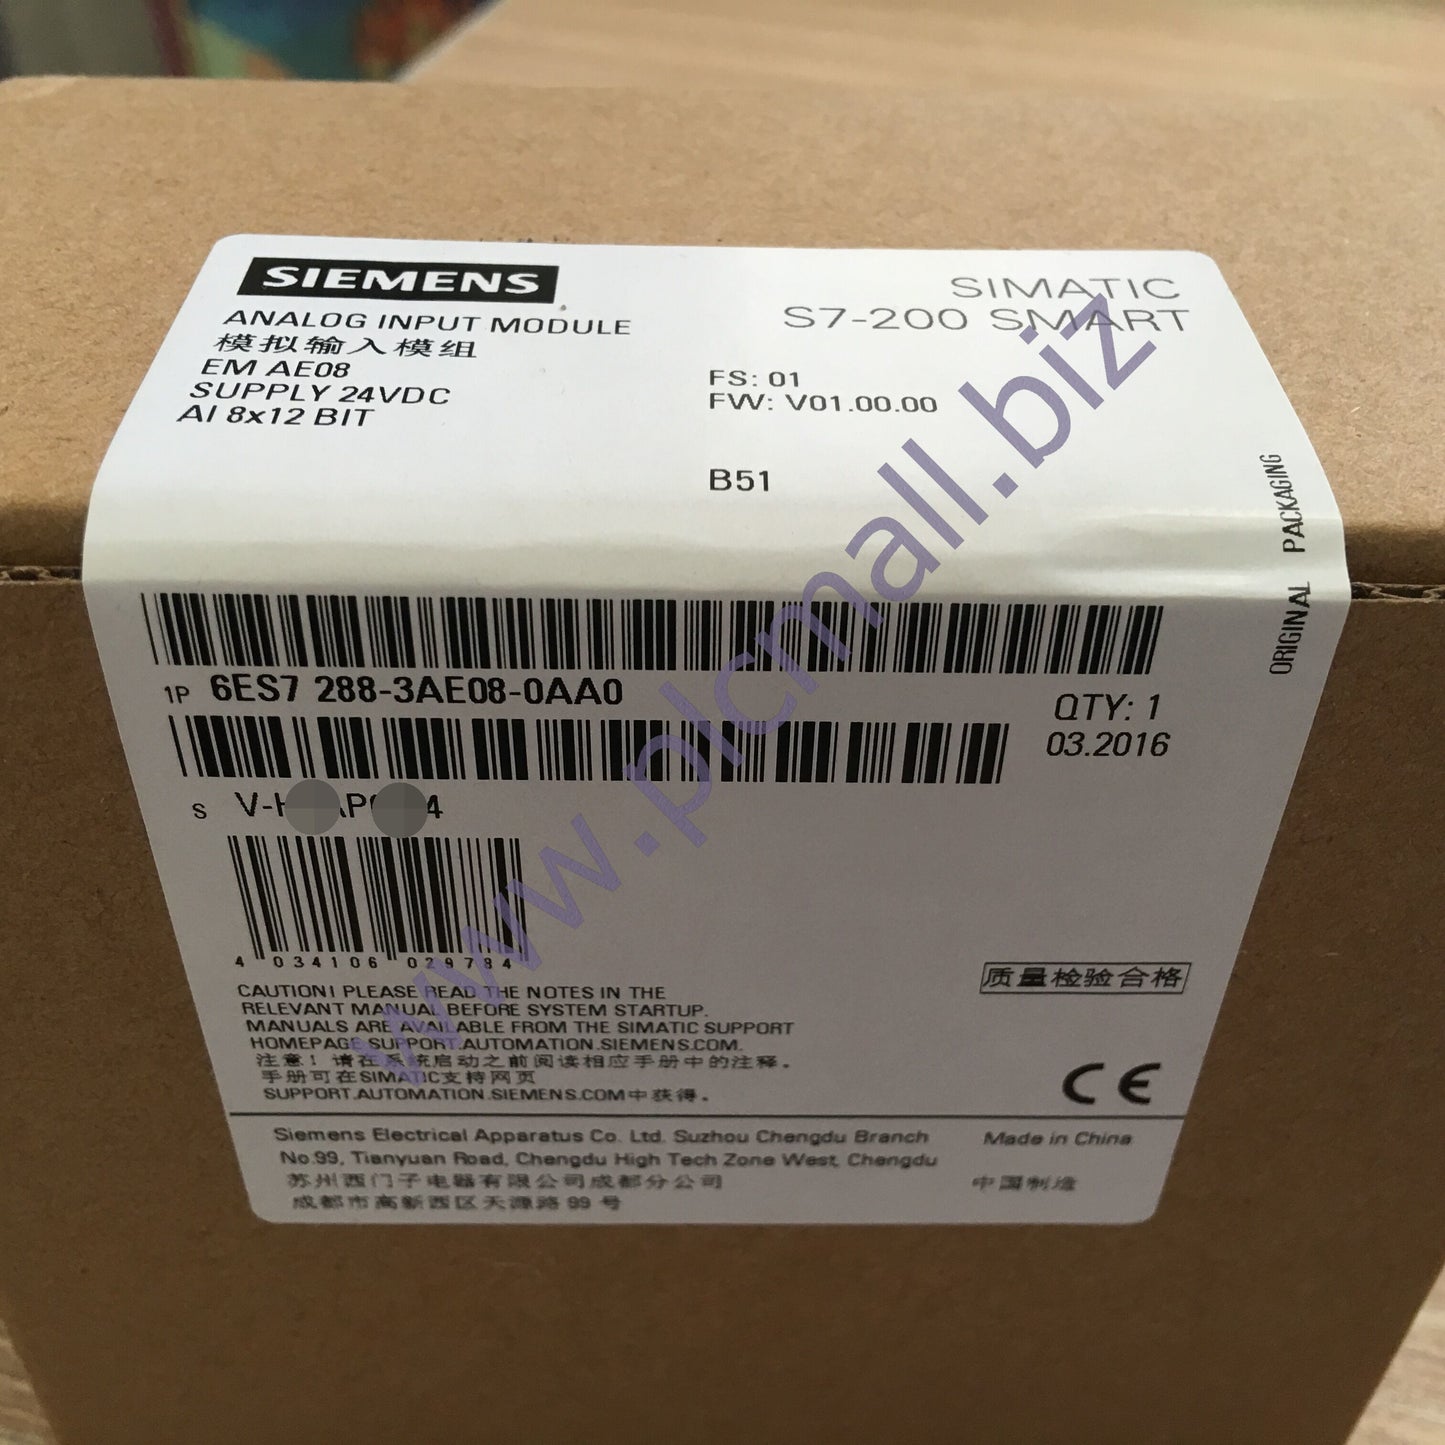 SIEMENS
SIMATIC
S7-200 SMART
ANALOG INPUT MODULE
模拟输入模组
EM AE08
SUPPLY 24VDC
AI 8x12 BIT
FS: 01
FW: V01.00.00
B51
ORIGINAL PACKAGING
1P 6ES7 288-3AE08-0AA0
QTY: 1
03.2016
S V- AP 4
4 034106 029784
质量检验合格
CAUTION! PLEASE READ THE NOTES IN THE
RELEVANT MANUAL BEFORE SYSTEM STARTUP.
MANUALS ARE AVAILABLE FROM THE SIMATIC SUPPORT
HOMEPAGE SUPPORT.AUTOMATION.SIEMENS.COM.
注意！请在系统启动之前阅读相应手册中的注释。
手册可在SIMATIC支持网页
SUPPORT.AUTOMATION.SIEMENS.COM中获得。
CE
Siemens Electrical Apparatus Co. Ltd. Suzhou Chengdu Branch
No.99, Tianyuan Road, Chengdu High Tech Zone West, Chengdu
苏州西门子电器有限公司成都分公司
成都市高新西区天源路 99 号
Made in China
中国制造
www.plcmall.biz